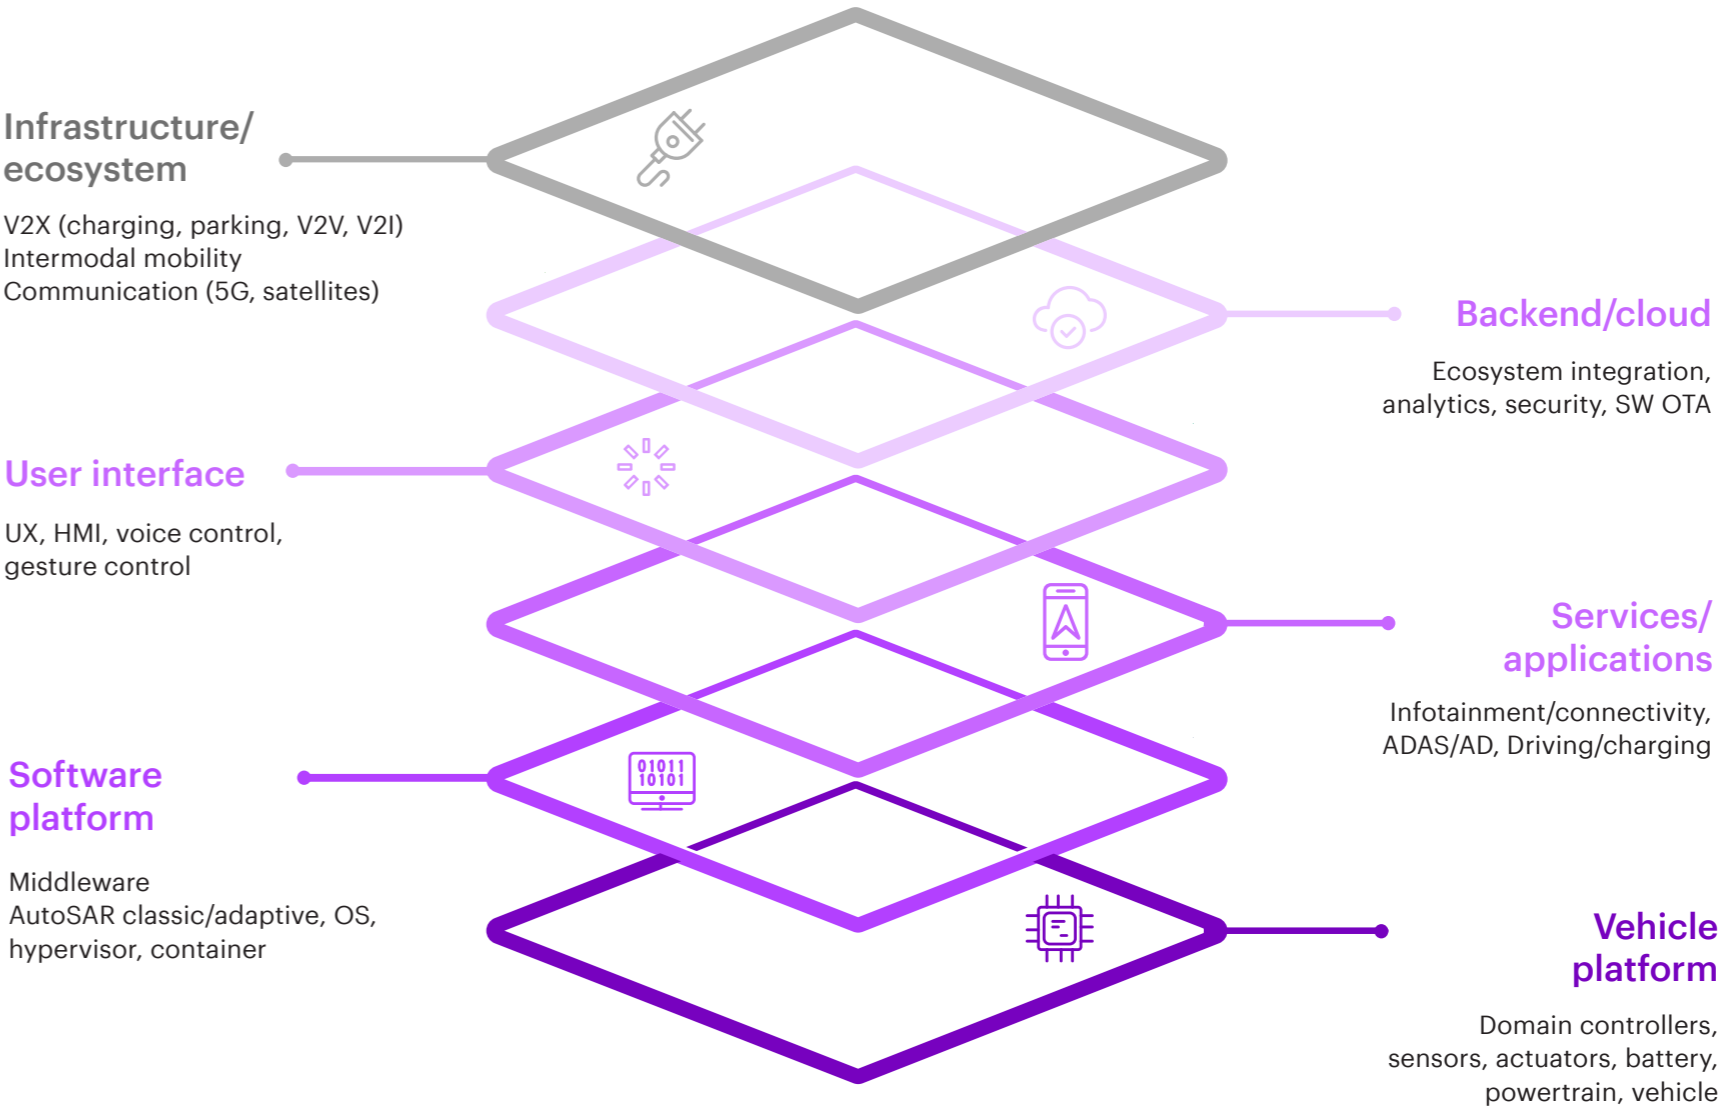 Infrastructure/
ecosystem
V2X (charging, parking, V2V, V2I)
Intermodal mobility
Communication (5G, satellites)
Backend/cloud
Ecosystem integration,
analytics, security, SW OTA
User interface
UX, HMI, voice control,
gesture control
Services/
applications
Infotainment/connectivity,
ADAS/AD, Driving/charging
Software
platform
01011
10101
Middleware
AutoSAR classic/adaptive, OS,
hypervisor, container
Vehicle
platform
Domain controllers,
sensors, actuators, battery,
powertrain, vehicle